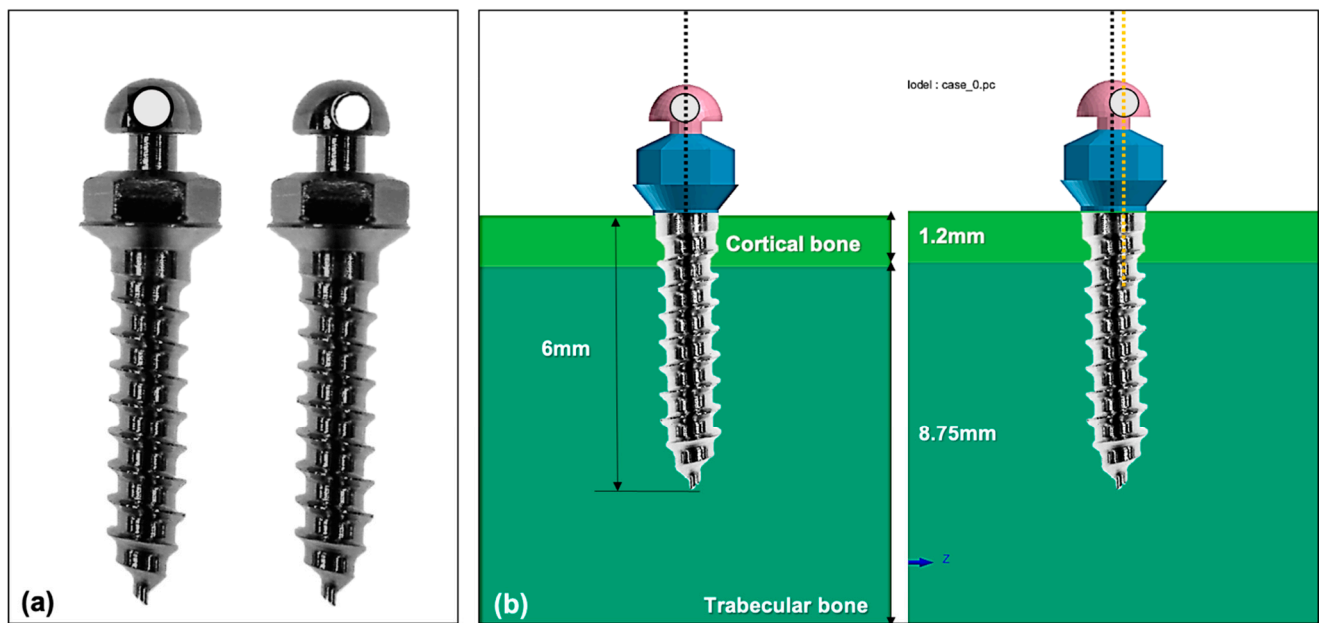 lodel : case_0.pc
Cortical bone
1.2mm
6mm
8.75mm
Z
Trabecular bone
(a)
(b)